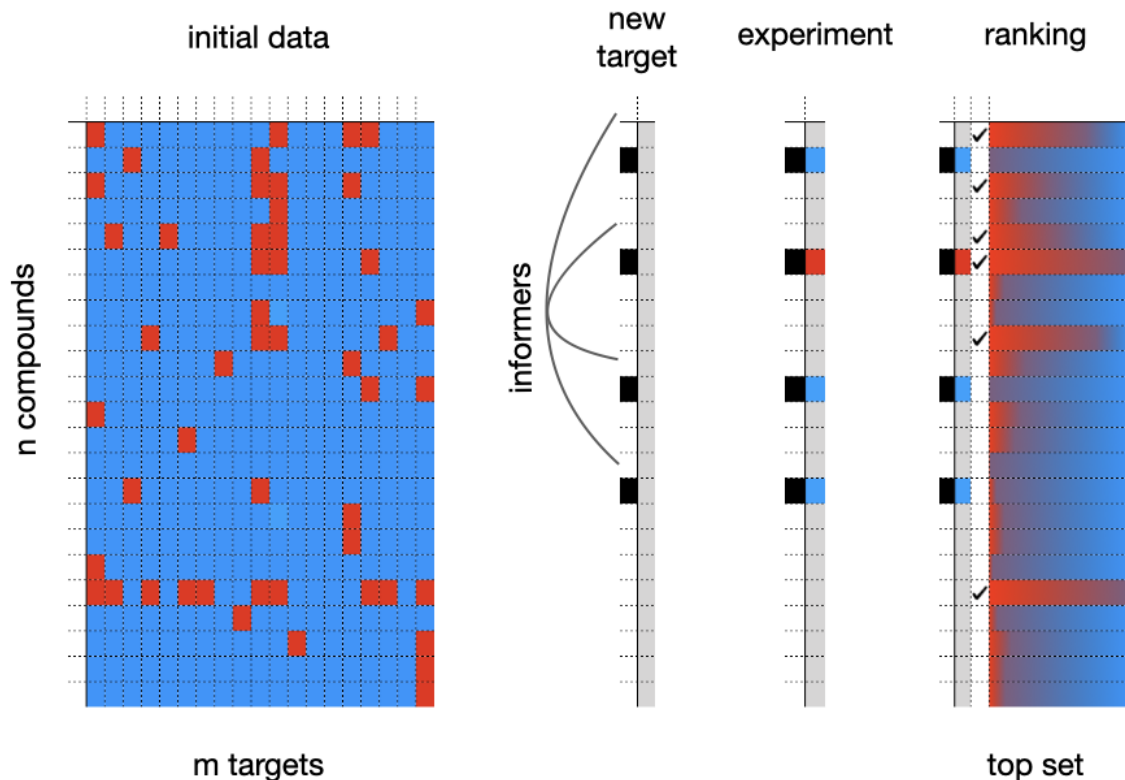 initial data
new
target
experiment
ranking
n compounds
informers
m targets
top set